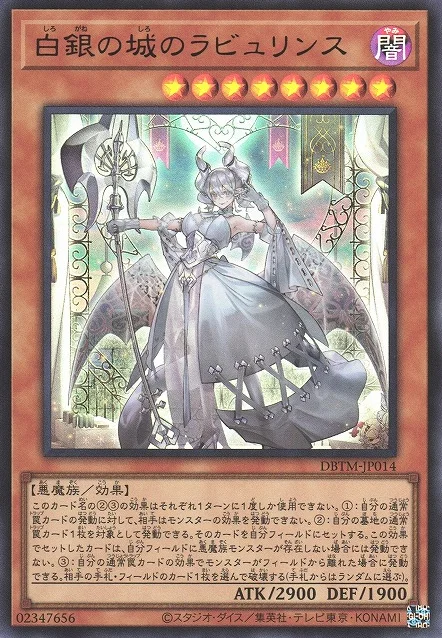 白銀の城のラビュリンス
闇
DBTM-JP014
【悪魔族／効果】
このカード名の②③の効果はそれぞれ１ターンに１度しか使用できない。①：自分の通常
罠カードの発動に対して、相手はモンスターの効果を発動できない。②：自分の墓地の通常
罠カード１枚を対象として発動できる。そのカードを自分フィールドにセットする。この効果
でセットしたカードは、自分フィールドに悪魔族モンスターが存在しない場合には発動でき
ない。③：自分の通常罠カードの効果でモンスターがフィールドから離れた場合に発動
できる。相手の手札・フィールドのカード１枚を選んで破壊する（手札からはランダムに選ぶ）。
ATK/2900 DEF/1900
02347656
©スタジオ・ダイス／集英社・テレビ東京・KONAMI